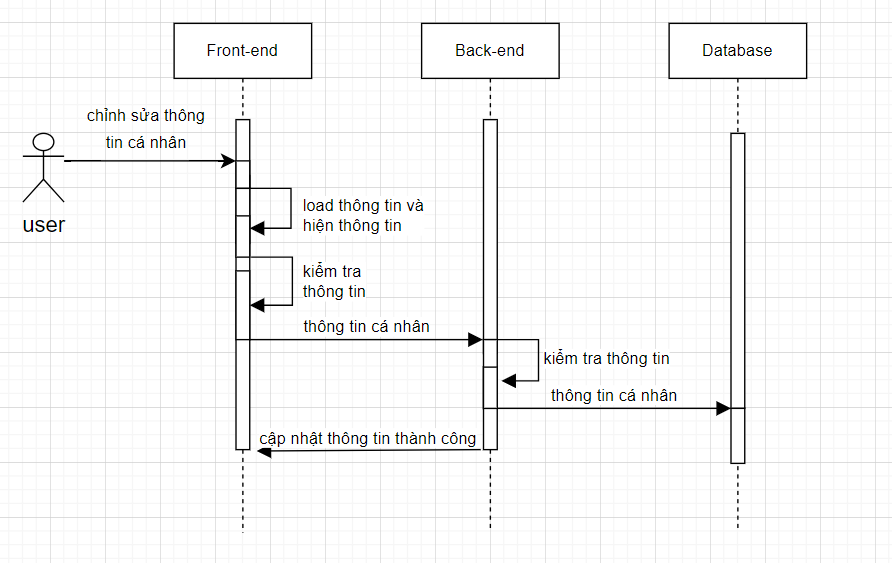 Front-end
Back-end
Database
chỉnh sửa thông
tin cá nhân
user
load thông tin và
hiện thông tin
kiểm tra
thông tin
thông tin cá nhân
kiểm tra thông tin
thông tin cá nhân
cập nhật thông tin thành công